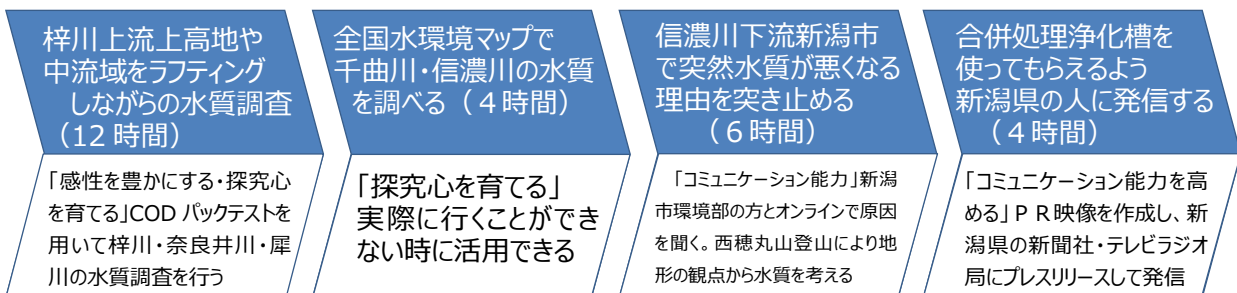 梓川上流上高地や
中流域をラフティング
しながらの水質調査
（12 時間）
「感性を豊かにする・探究心
を育てる」COD パックテストを
用いて梓川・奈良井川・犀
川の水質調査を行う
全国水環境マップで
千曲川・信濃川の水質
を調べる（４時間）
「探究心を育てる」
実際に行くことができ
ない時に活用できる
信濃川下流新潟市
で突然水質が悪くなる
理由を突き止める
（６時間）
「コミュニケーション能力」新潟
市環境部の方とオンラインで原因
を聞く。西穂丸山登山により地
形の観点から水質を考える
合併処理浄化槽を
使ってもらえるよう
新潟県の人に発信する
（４時間）
「コミュニケーション能力を高
める」ＰＲ映像を作成し、新
潟県の新聞社・テレビラジオ
局にプレスリリースして発信